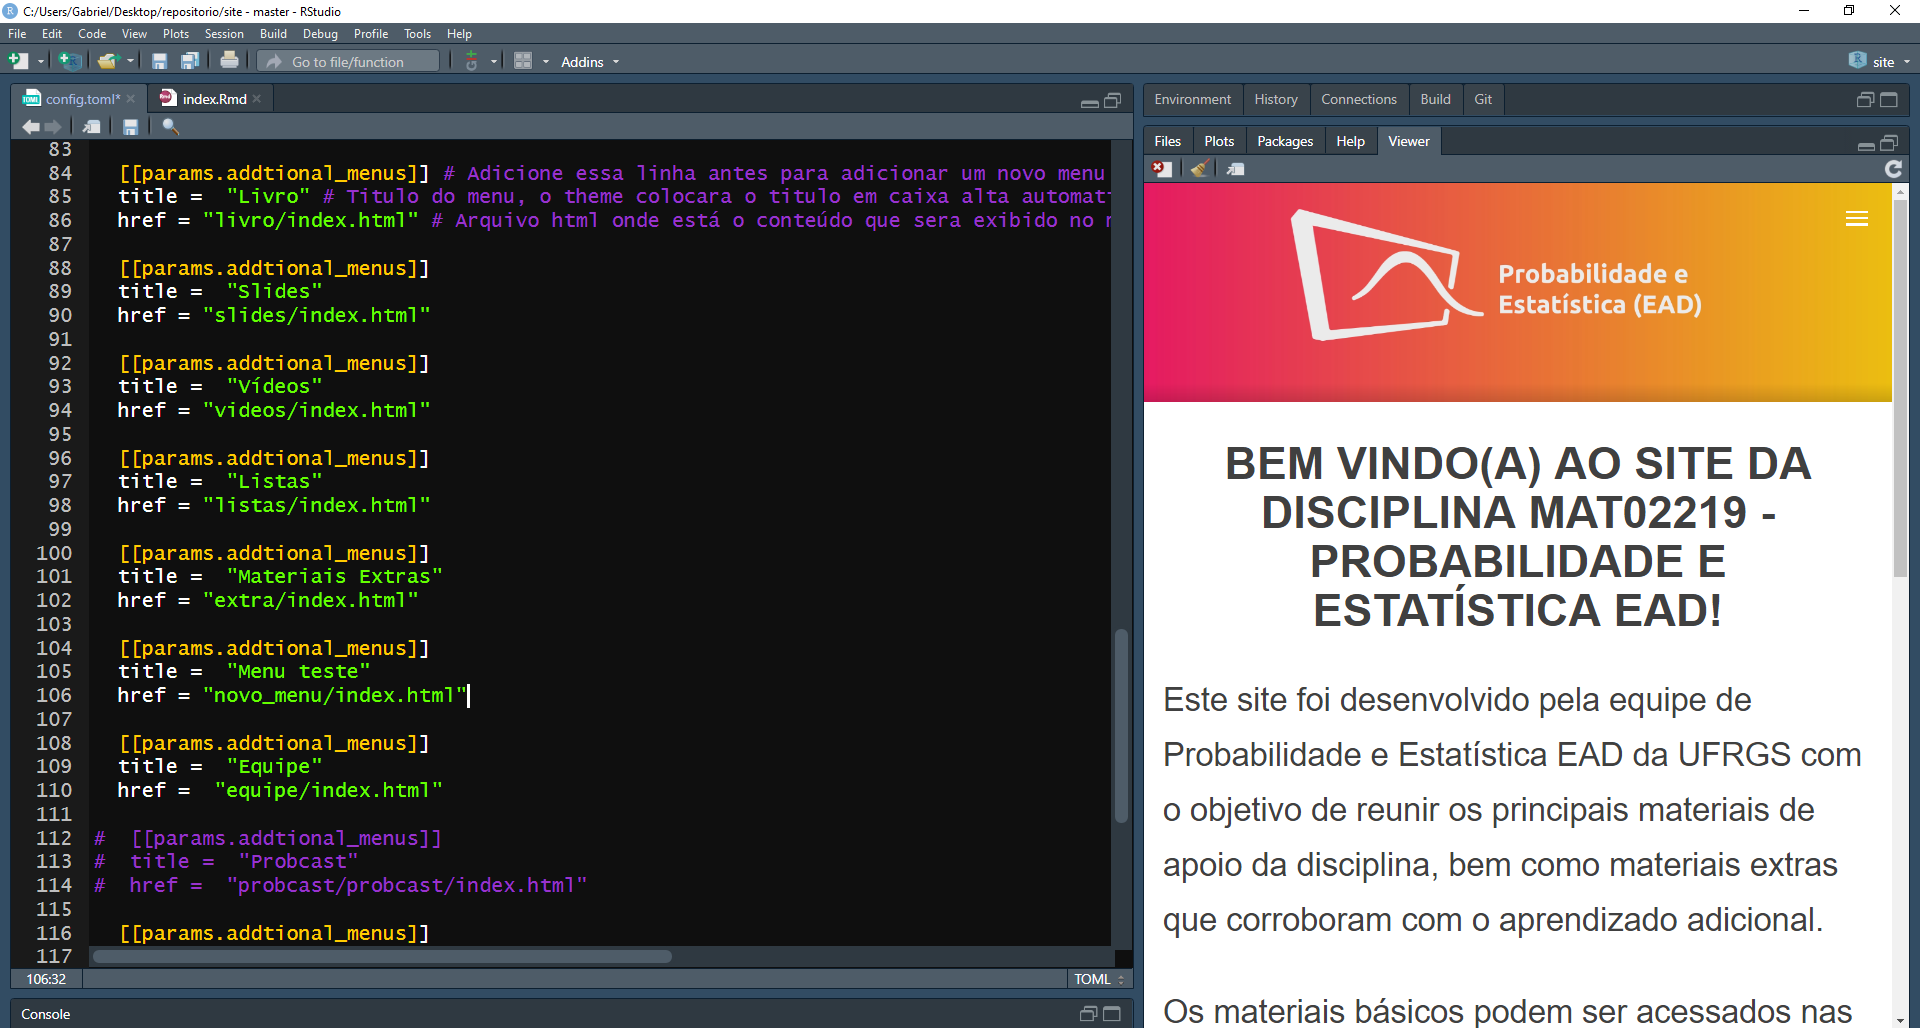 C:/Users/Gabriel/Desktop/repositorio/site - master - RStudio
File Edit Code View Plots Session Build Debug Profile Tools Help
Go to file/function
Addins
site
config.toml*
index.Rmd
83
84 [[params.addtional_menus]] # Adicione essa linha antes para adicionar um novo menu
85 title = "Livro" # Titulo do menu, o theme colocara o titulo em caixa alta automat
86 href = "livro/index.html" # Arquivo html onde está o conteúdo que sera exibido no
87
88 [[params.addtional_menus]]
89 title = "Slides"
90 href = "slides/index.html"
91
92 [[params.addtional_menus]]
93 title = "Vídeos"
94 href = "videos/index.html"
95
96 [[params.addtional_menus]]
97 title = "Listas"
98 href = "listas/index.html"
99
100 [[params.addtional_menus]]
101 title = "Materiais Extras"
102 href = "extra/index.html"
103
104 [[params.addtional_menus]]
105 title = "Menu teste"
106 href = "novo_menu/index.html"
107
108 [[params.addtional_menus]]
109 title = "Equipe"
110 href = "equipe/index.html"
111
112 # [[params.addtional_menus]]
113 # title = "Probcast"
114 # href = "probcast/probcast/index.html"
115
116 [[params.addtional_menus]]
117
106:32
TOML
Console
Environment History Connections Build Git
Files Plots Packages Help Viewer
Probabilidade e
Estatística (EAD)
BEM VINDO(A) AO SITE DA
DISCIPLINA MAT02219 -
PROBABILIDADE E
ESTATÍSTICA EAD!
Este site foi desenvolvido pela equipe de
Probabilidade e Estatística EAD da UFRGS com
o objetivo de reunir os principais materiais de
apoio da disciplina, bem como materiais extras
que corroboram com o aprendizado adicional.
Os materiais básicos podem ser acessados nas